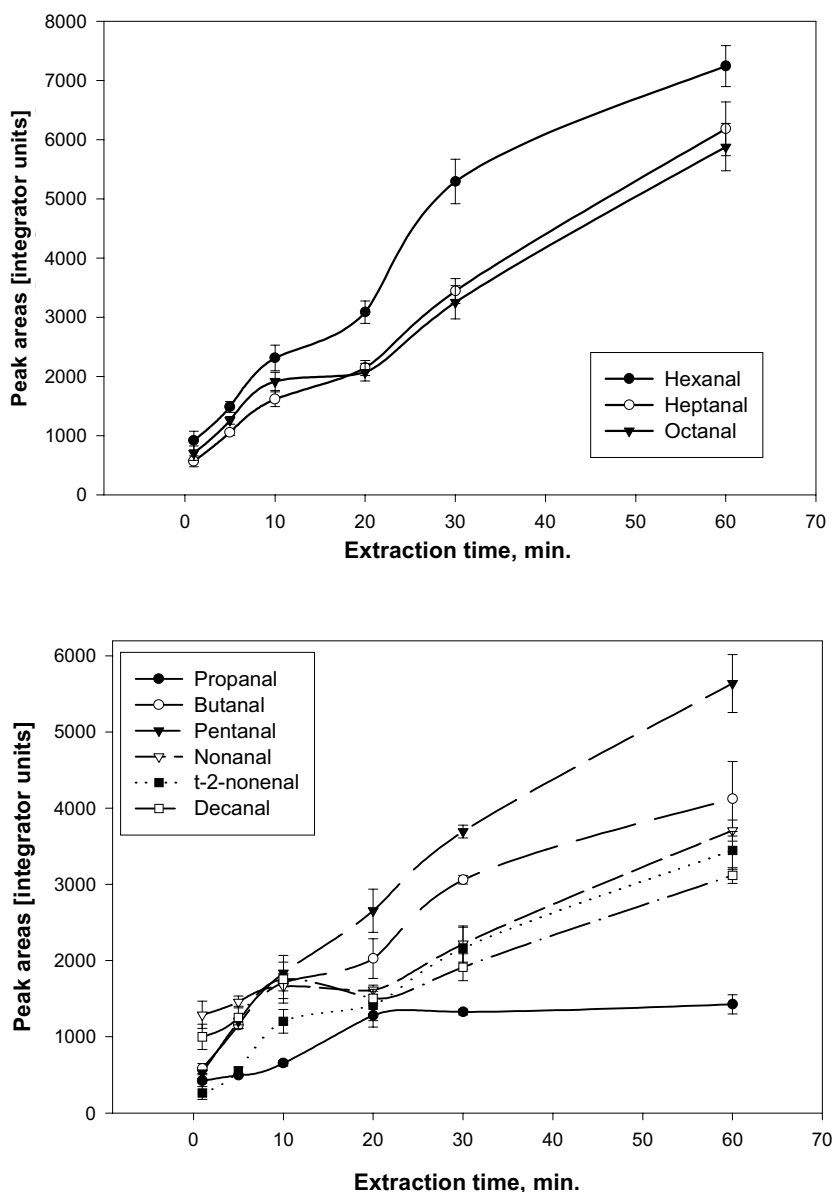 8000
7000
6000
5000
4000
3000
2000
1000
0
Peak areas [integrator units]
Hexanal
Heptanal
Octanal
0 10 20 30 40 50 60 70
Extraction time, min.
6000
5000
4000
3000
2000
1000
0
Peak areas [integrator units]
Propanal
Butanal
Pentanal
Nonanal
t-2-nonenal
Decanal
0 10 20 30 40 50 60 70
Extraction time, min.